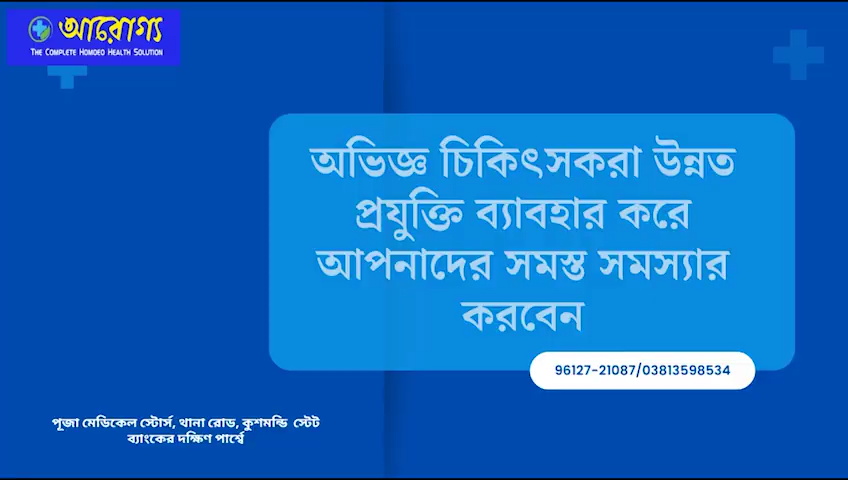 আরোগ্য
THE COMPLETE HOMOEO HEALTH SOLUTION
অভিজ্ঞ চিকিৎসকরা উন্নত
প্রযুক্তি ব্যাবহার করে
আপনাদের সমস্ত সমস্যার
করবেন
96127-21087/03813598534
পূজা মেডিকেল স্টোর্স, থানা রোড, কুশমন্ডি স্টেট
ব্যাংকের দক্ষিণ পার্শ্বে